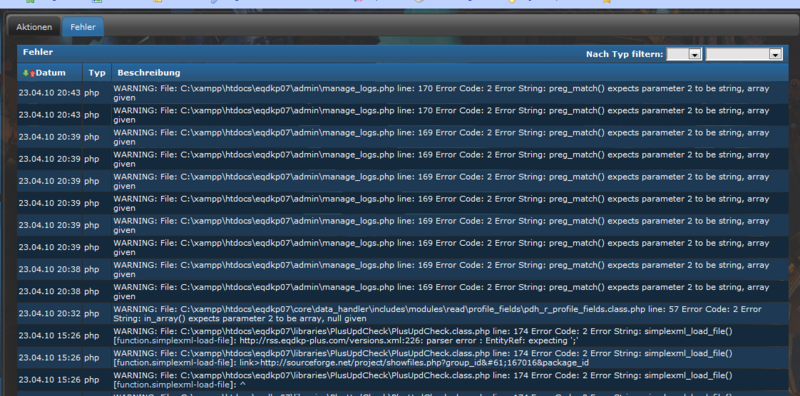 Aktionen Fehler
Fehler Nach Typ filtern:
Datum Typ Beschreibung
23.04.10 20:43 php WARNING: File: C:\xampp\htdocs\eqdkp07\admin\manage_logs.php line: 170 Error Code: 2 Error String: preg_match() expects parameter 2 to be string, array
given
23.04.10 20:43 php WARNING: File: C:\xampp\htdocs\eqdkp07\admin\manage_logs.php line: 170 Error Code: 2 Error String: preg_match() expects parameter 2 to be string, array
given
23.04.10 20:39 php WARNING: File: C:\xampp\htdocs\eqdkp07\admin\manage_logs.php line: 169 Error Code: 2 Error String: preg_match() expects parameter 2 to be string, array
given
23.04.10 20:39 php WARNING: File: C:\xampp\htdocs\eqdkp07\admin\manage_logs.php line: 169 Error Code: 2 Error String: preg_match() expects parameter 2 to be string, array
given
23.04.10 20:39 php WARNING: File: C:\xampp\htdocs\eqdkp07\admin\manage_logs.php line: 169 Error Code: 2 Error String: preg_match() expects parameter 2 to be string, array
given
23.04.10 20:39 php WARNING: File: C:\xampp\htdocs\eqdkp07\admin\manage_logs.php line: 169 Error Code: 2 Error String: preg_match() expects parameter 2 to be string, array
given
23.04.10 20:39 php WARNING: File: C:\xampp\htdocs\eqdkp07\admin\manage_logs.php line: 169 Error Code: 2 Error String: preg_match() expects parameter 2 to be string, array
given
23.04.10 20:39 php WARNING: File: C:\xampp\htdocs\eqdkp07\admin\manage_logs.php line: 169 Error Code: 2 Error String: preg_match() expects parameter 2 to be string, array
given
23.04.10 20:38 php WARNING: File: C:\xampp\htdocs\eqdkp07\admin\manage_logs.php line: 169 Error Code: 2 Error String: preg_match() expects parameter 2 to be string, array
given
23.04.10 20:38 php WARNING: File: C:\xampp\htdocs\eqdkp07\admin\manage_logs.php line: 169 Error Code: 2 Error String: preg_match() expects parameter 2 to be string, array
given
23.04.10 20:32 php WARNING: File: C:\xampp\htdocs\eqdkp07\core\data_handler\includes\modules\read\profile_fields\pdh_r_profile_fields.class.php line: 57 Error Code: 2 Error
String: in_array() expects parameter 2 to be array, null given
23.04.10 15:26 php WARNING: File: C:\xampp\htdocs\eqdkp07\libraries\PlusUpdCheck\PlusUpdCheck.class.php line: 174 Error Code: 2 Error String: simplexml_load_file()
[function.simplexml-load-file]: http://rss.eqdkp-plus.com/versions.xml:226: parser error : EntityRef: expecting ';'
23.04.10 15:26 php WARNING: File: C:\xampp\htdocs\eqdkp07\libraries\PlusUpdCheck\PlusUpdCheck.class.php line: 174 Error Code: 2 Error String: simplexml_load_file()
[function.simplexml-load-file]: link>http://sourceforge.net/project/showfiles.php?group_id&#61;167016&package_id
23.04.10 15:26 php WARNING: File: C:\xampp\htdocs\eqdkp07\libraries\PlusUpdCheck\PlusUpdCheck.class.php line: 174 Error Code: 2 Error String: simplexml_load_file()
[function.simplexml-load-file]: ^